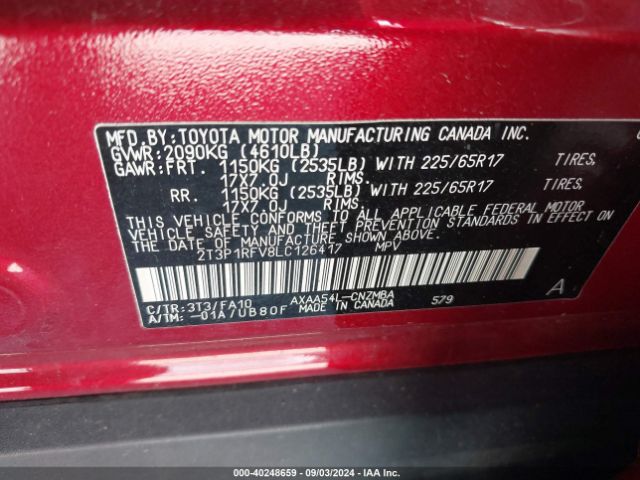 MFD.BY:TOYOTA MOTOR MANUFACTURING CANADA INC.
GVWR:2090KG (4610LB)
GAWR:FRT. 1150KG (2535LB) WITH 225/65R17 TIRES,
17X7.0J RIMS,
RR. 1150KG (2535LB) WITH 225/65R17 TIRES,
17X7.0J RIMS,
THIS VEHICLE CONFORMS TO ALL APPLICABLE FEDERAL MOTOR
VEHICLE SAFETY AND THEFT PREVENTION STANDARDS IN EFFECT ON
THE DATE OF MANUFACTURE SHOWN ABOVE.
2T3P1RFV8LC126417 MPV
C/TR:3T3/FA10 AXAA54L-CNZMBA 579 A
A/TM:-01A/UB80F MADE IN CANADA
000-40248659 - 09/03/2024 - IAA Inc.